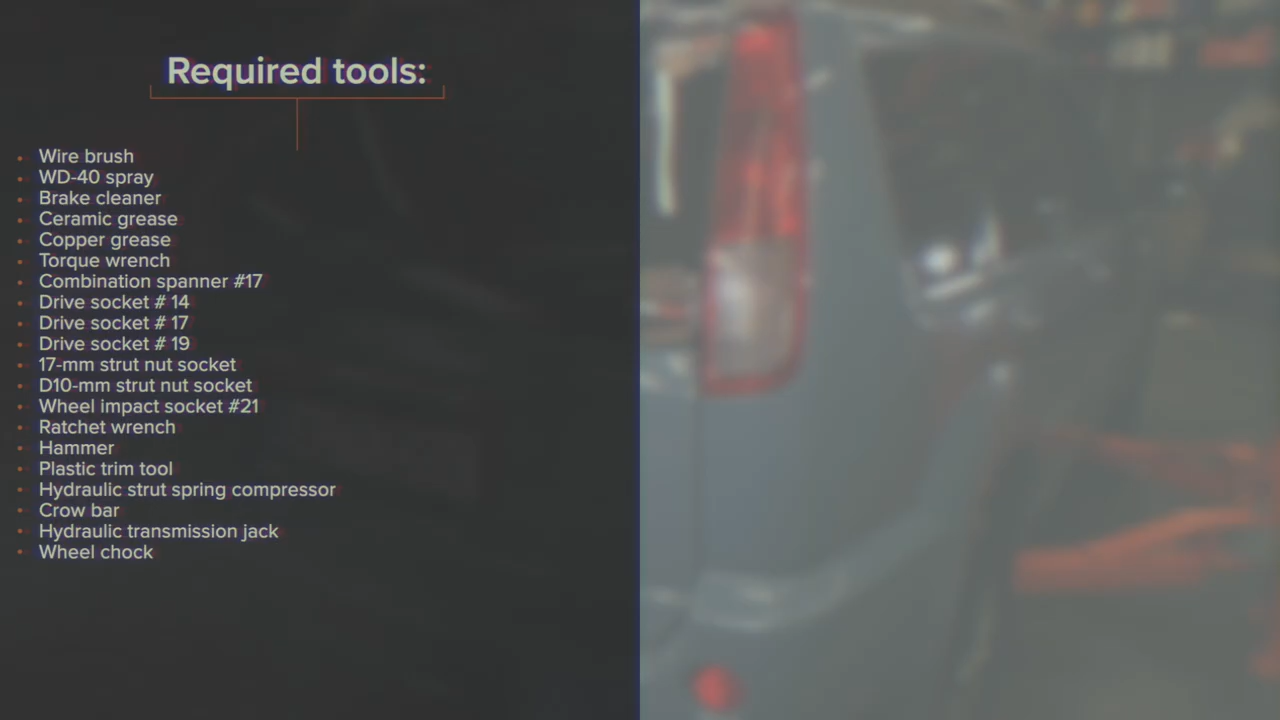 Required tools:
Wire brush
WD-40 spray
Brake cleaner
Ceramic grease
Copper grease
Torque wrench
Combination spanner #17
Drive socket # 14
Drive socket # 17
Drive socket # 19
17-mm strut nut socket
D10-mm strut nut socket
Wheel impact socket #21
Ratchet wrench
Hammer
Plastic trim tool
Hydraulic strut spring compressor
Crow bar
Hydraulic transmission jack
Wheel chock